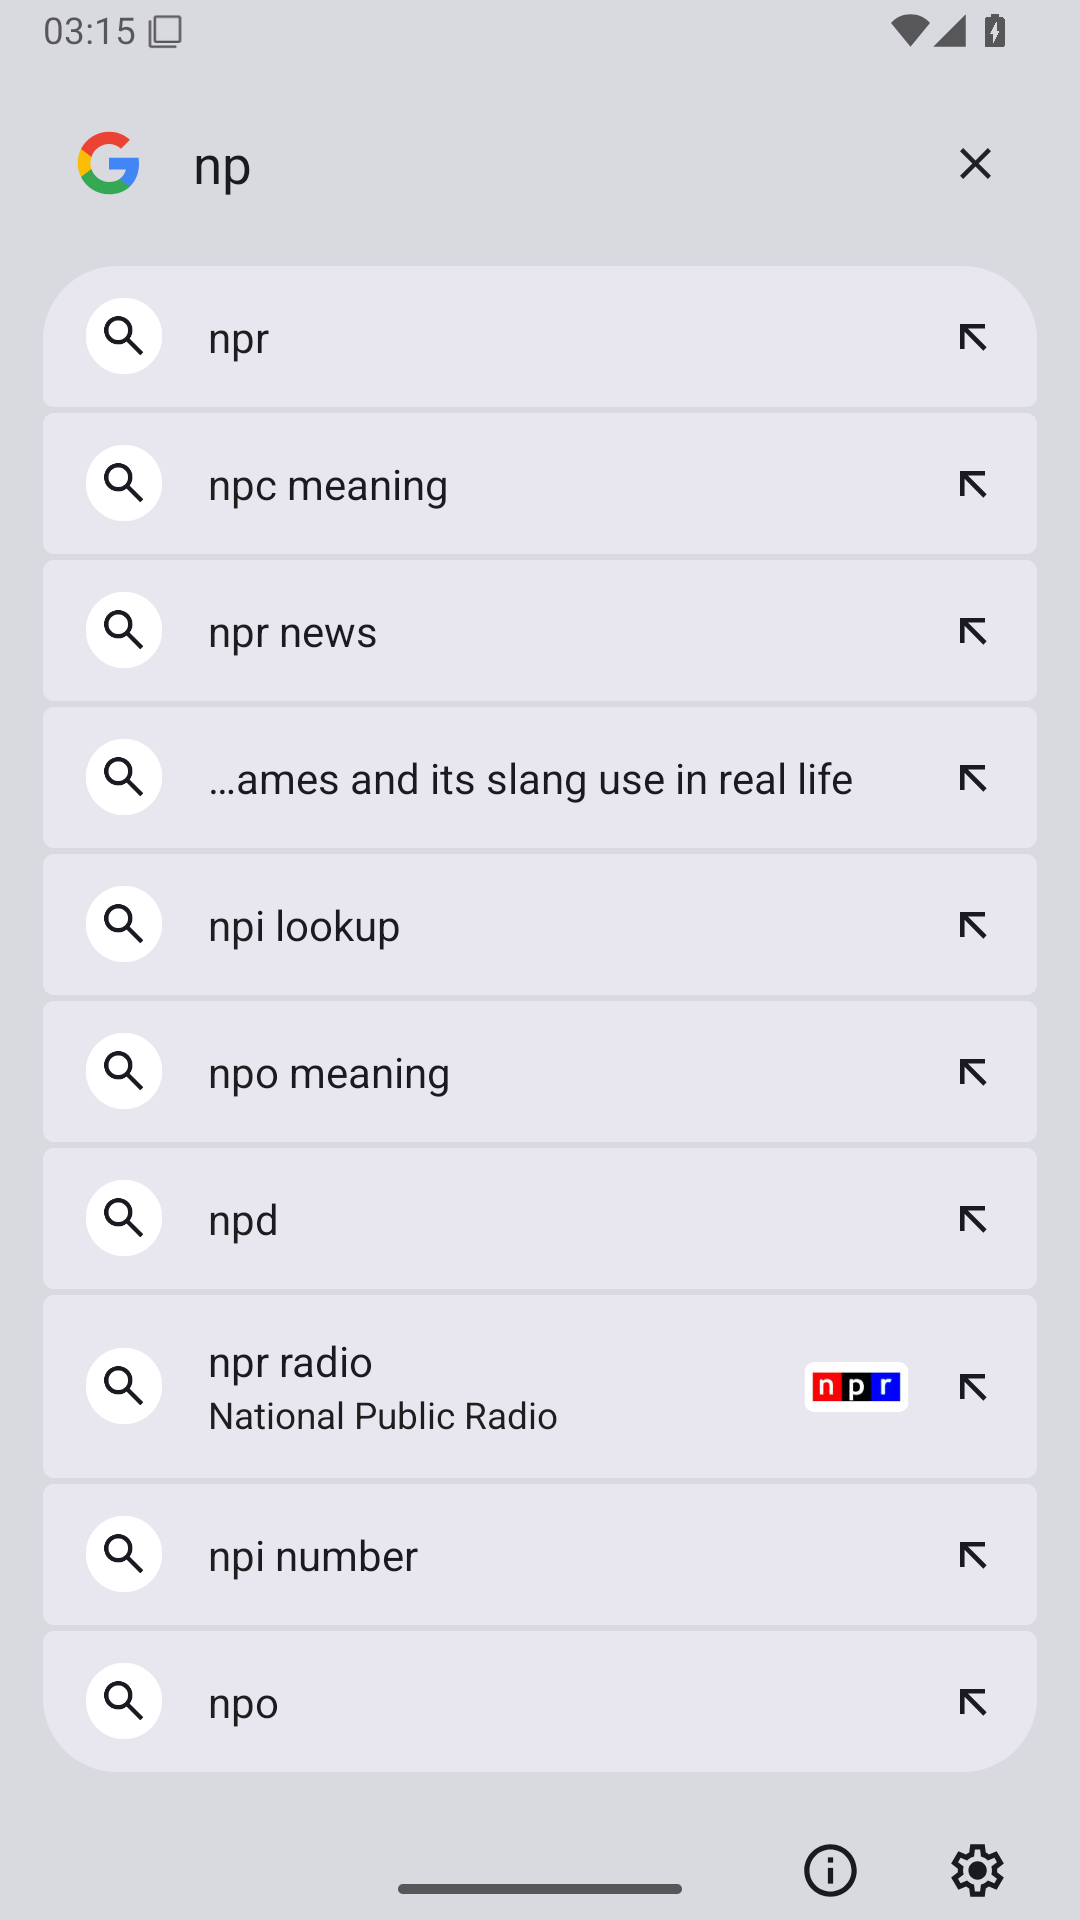 03:15
np
npr
npc meaning
npr news
…ames and its slang use in real life
npi lookup
npo meaning
npd
npr radio
National Public Radio
npr
npi number
npo